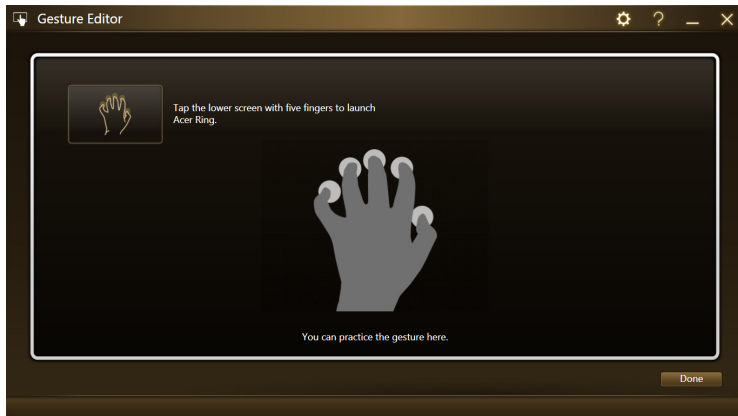 Gesture Editor
?
Tap the lower screen with five fingers to launch
Acer Ring.
You can practice the gesture here.
Done